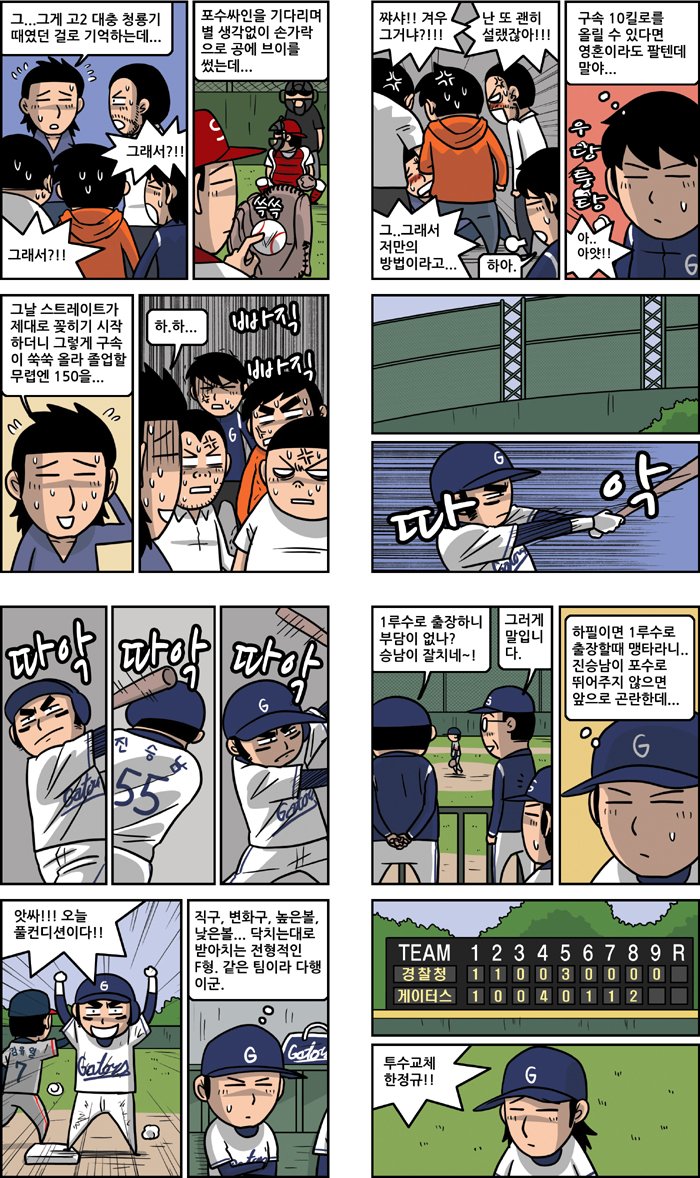 그...그게 고2 대충 청룡기
때였던 걸로 기억하는데...
그래서?!!
그래서?!!
포수싸인을 기다리며
별 생각없이 손가락
으로 공에 브이를
썼는데...
S
쓱쓱
쨔샤!! 겨우
그거냐?!!!
난 또 괜히
설랬잖아!!!
그..그래서
저만의
방법이라고...
하아.
구속 10킬로를
올릴 수 있다면
영혼이라도 팔텐데
말야...
우당퉁탕
아..
아얏!!
G
그날 스트레이트가
제대로 꽂히기 시작
하더니 그렇게 구속
이 쑥쑥 올라 졸업할
무렵엔 150을...
하.하...
빠직
빠직
G
G
따악
Gators
따악
따악
따악
G
Gators
진승남
55
Gators
1루수로 출장하니
부담이 없나?
승남이 잘치네~!
그러게
말입니
다.
하필이면 1루수로
출장할때 맹타라니..
진승남이 포수로
뛰어주지 않으면
앞으로 곤란한데...
G
앗싸!!! 오늘
풀컨디션이다!!
G
Gators
7
직구, 변화구, 높은볼,
낮은볼... 닥치는대로
받아치는 전형적인
F형. 같은 팀이라 다행
이군.
G
Gators
TEAM 1 2 3 4 5 6 7 8 9 R
경찰청 1 1 0 0 3 0 0 0 0
게이터스 1 0 0 4 0 1 1 2
투수교체
한정규!!
G